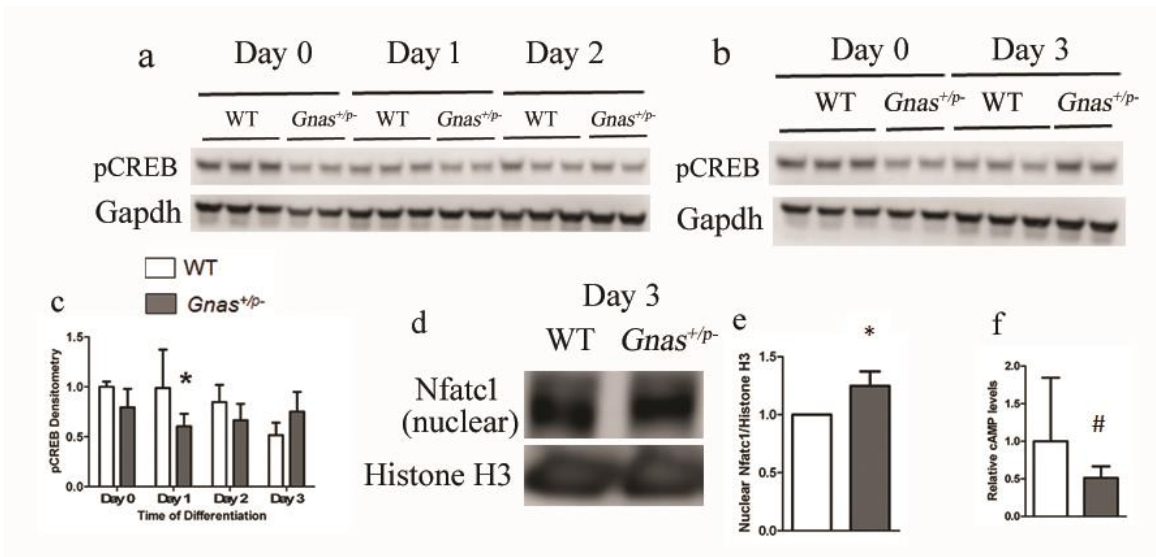 a
Day 0 Day 1 Day 2
WT Gnas+/p- WT Gnas+/p- WT Gnas+/p-
pCREB
Gapdh
b
Day 0 Day 3
WT Gnas+/p- WT Gnas+/p-
pCREB
Gapdh
WT
Gnas+/p-
c
pCREB Densitometry
1.5
1.0
0.5
0.0
*
Day 0 Day 1 Day 2 Day 3
Time of Differentiation
d
Day 3
WT Gnas+/p-
Nfatc1
(nuclear)
Histone H3
e
Nuclear Nfatc1/Histone H3
1.5
1.0
0.5
0.0
*
f
Relative cAMP levels
2.0
1.5
1.0
0.5
0.0
#